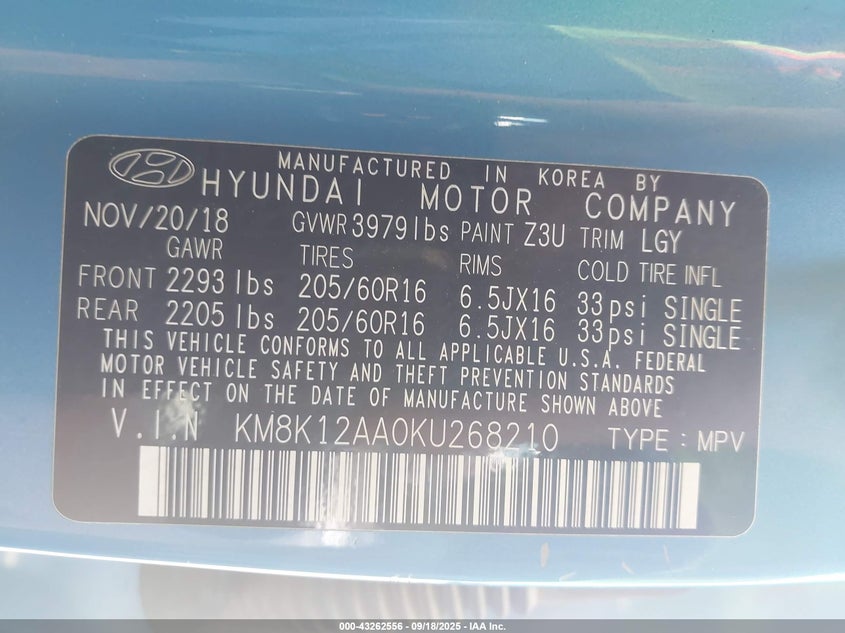 MANUFACTURED IN KOREA BY
HYUNDAI MOTOR COMPANY
NOV/20/18 GVWR 3979 lbs PAINT Z3U TRIM LGY
GAWR TIRES RIMS COLD TIRE INFL
FRONT 2293 lbs 205/60R16 6.5JX16 33psi SINGLE
REAR 2205 lbs 205/60R16 6.5JX16 33psi SINGLE
THIS VEHICLE CONFORMS TO ALL APPLICABLE U.S.A. FEDERAL
MOTOR VEHICLE SAFETY AND THEFT PREVENTION STANDARDS
IN EFFECT ON THE DATE OF MANUFACTURE SHOWN ABOVE
V.I.N KM8K12AA0KU268210 TYPE : MPV
000-43262556 - 09/18/2025 - IAA Inc.